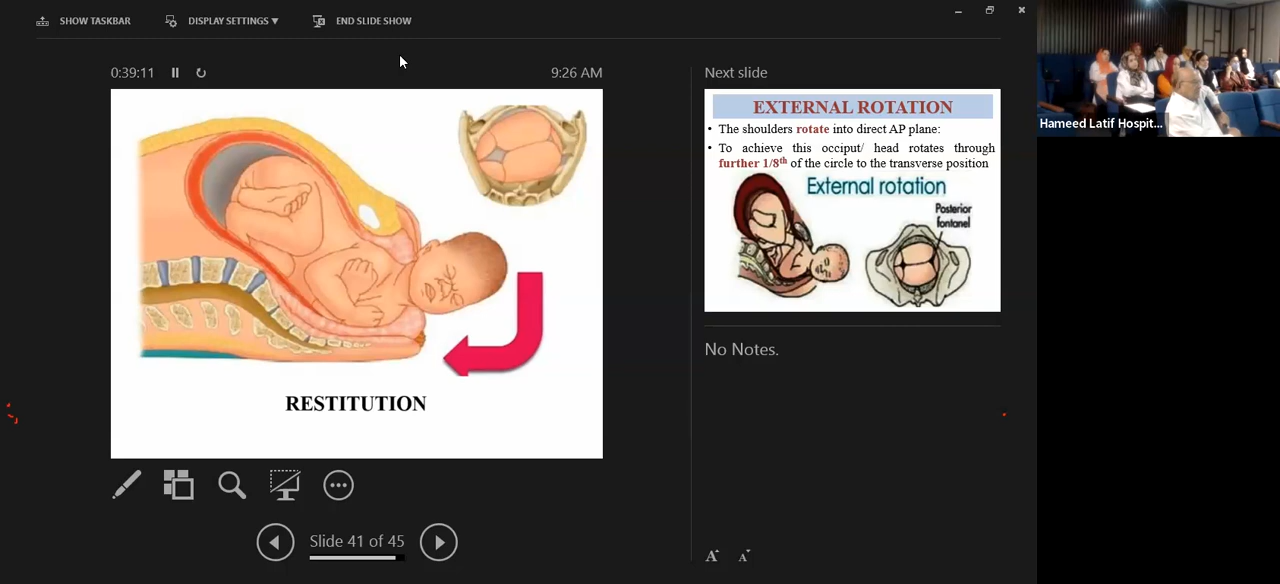 SHOW TASKBAR
DISPLAY SETTINGS ▼
END SLIDE SHOW
0:39:11
9:26 AM
RESTITUTION
Slide 41 of 45
Next slide
EXTERNAL ROTATION
• The shoulders rotate into direct AP plane:
• To achieve this occiput/ head rotates through
further 1/8th of the circle to the transverse position
External rotation
Posterior
fontanel
No Notes.
A A
Hameed Latif Hospit...